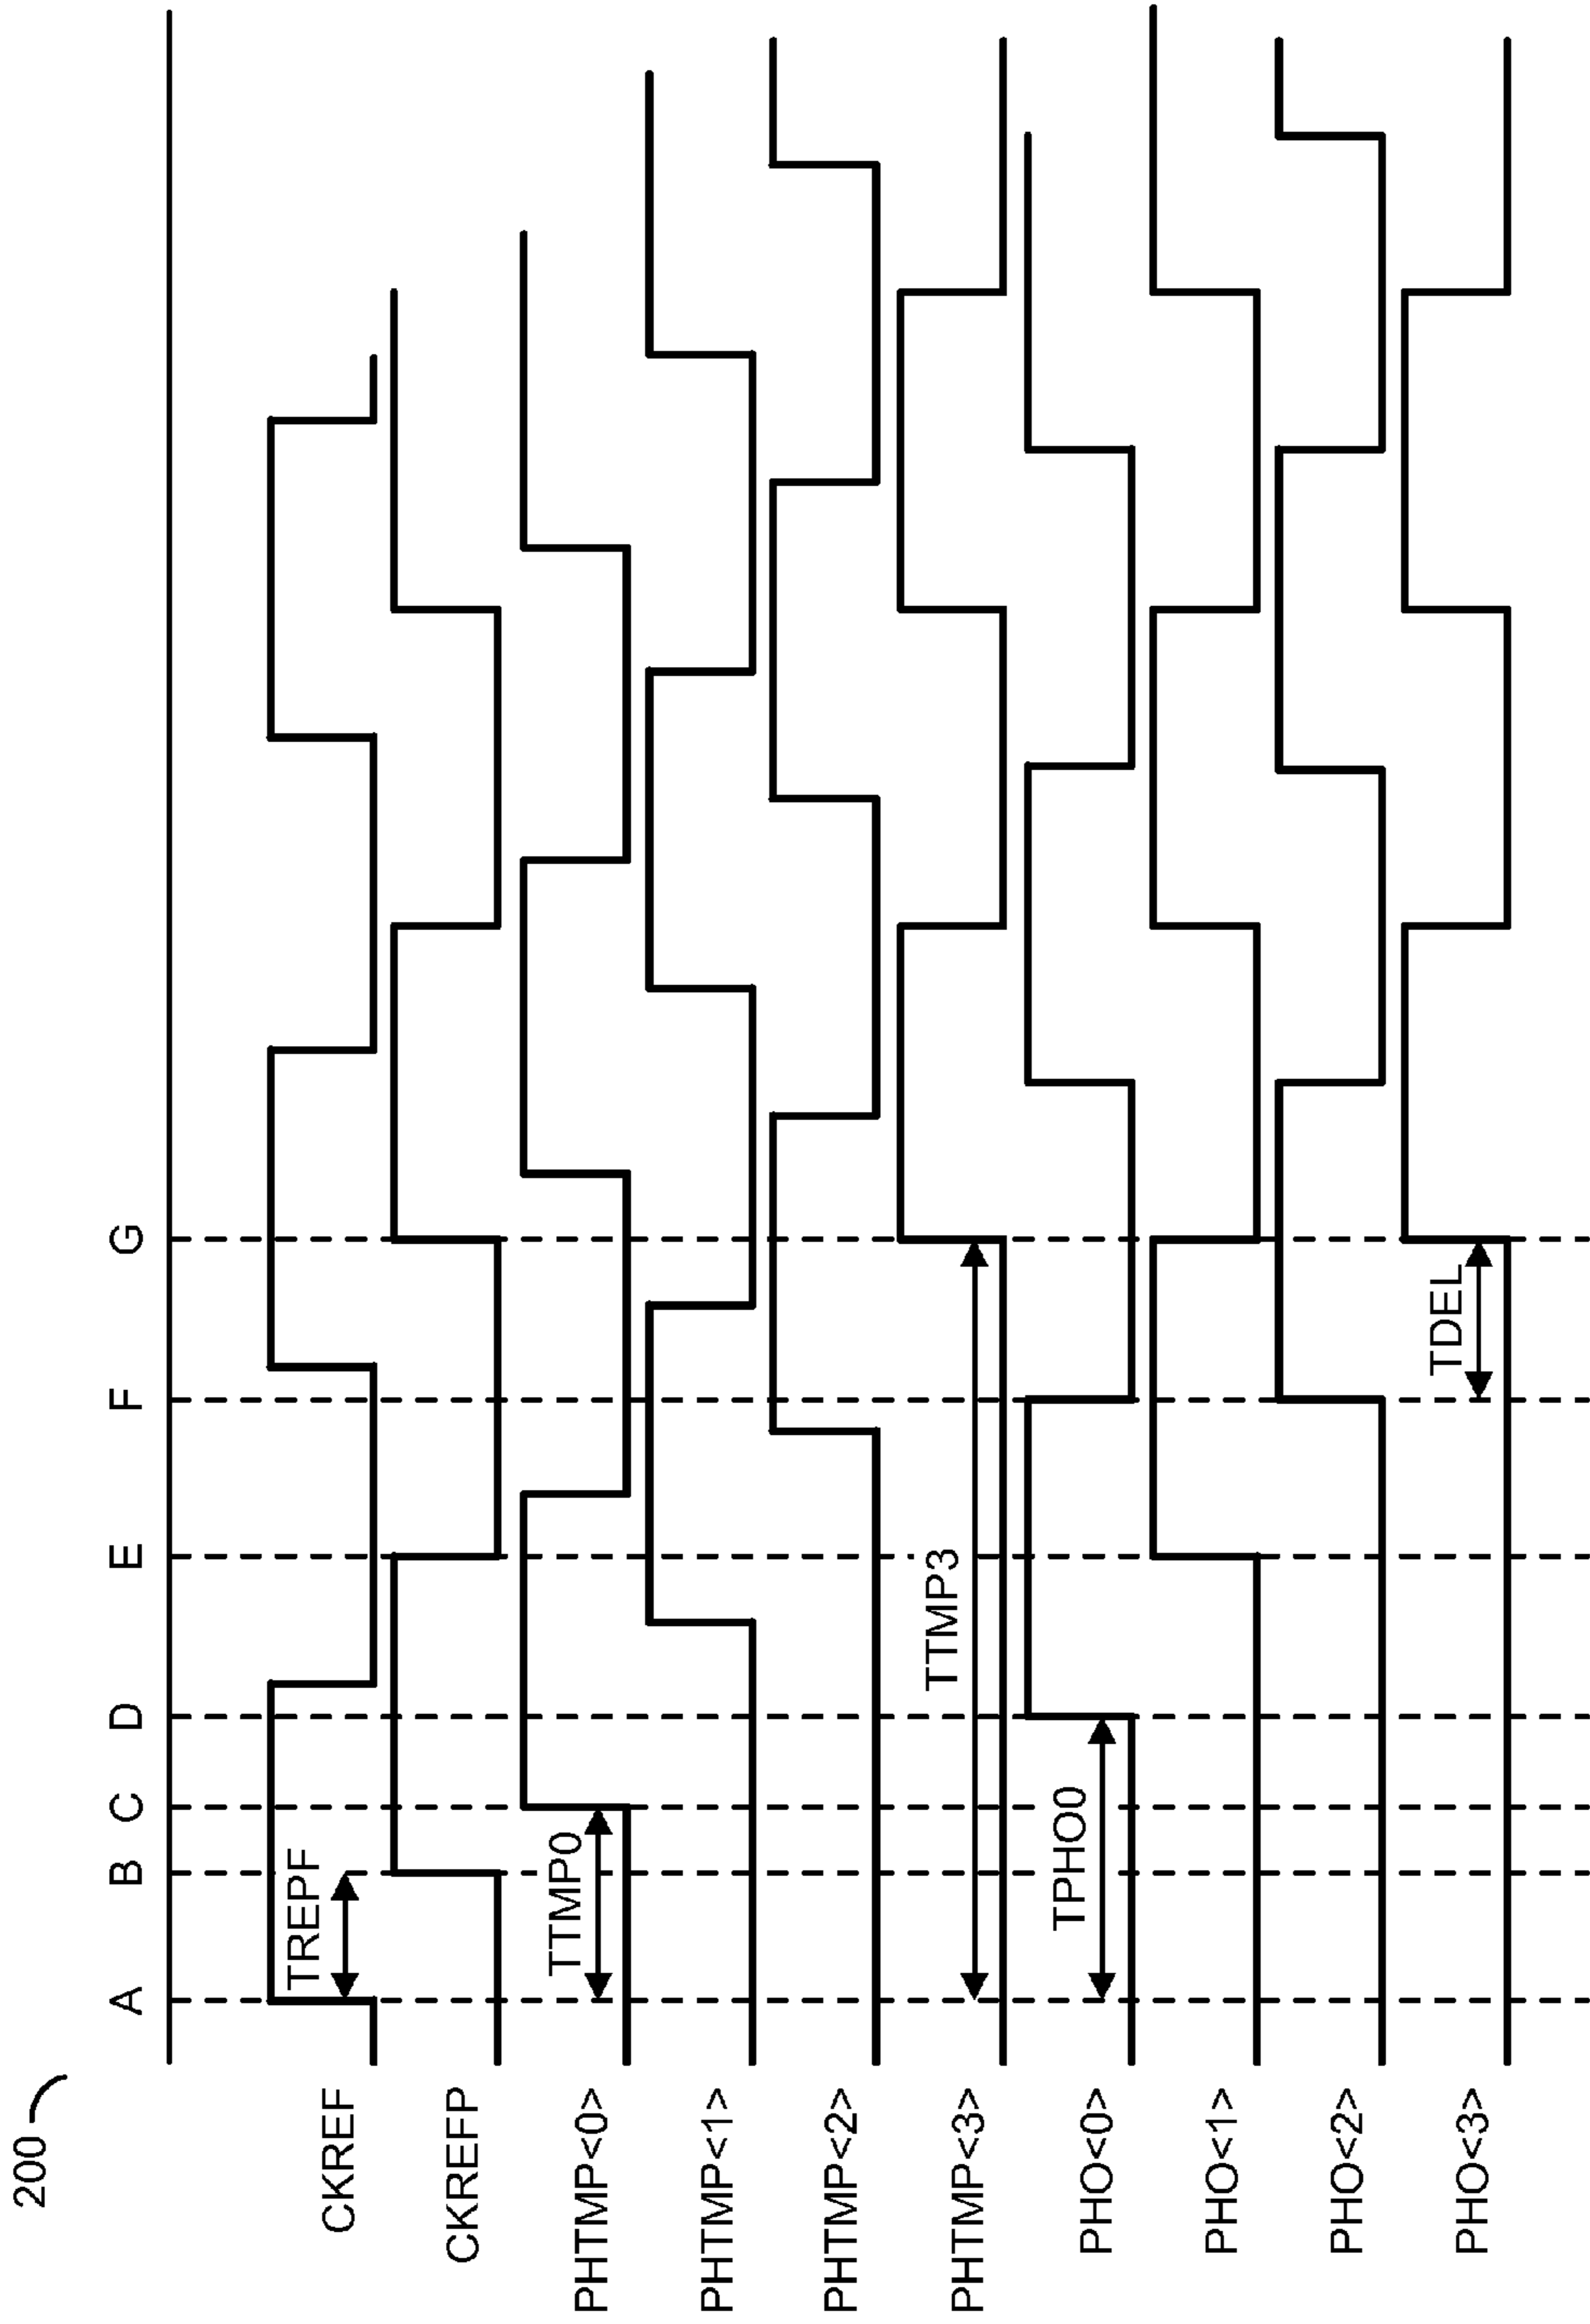 200
A B C D E F G
CKREF
TREPF
CKREFP
PHTMP<0>
TTMP0
PHTMP<1>
PHTMP<2>
PHTMP<3>
TTMP3
PHO<0>
TPHO0
PHO<1>
PHO<2>
PHO<3>
TDEL